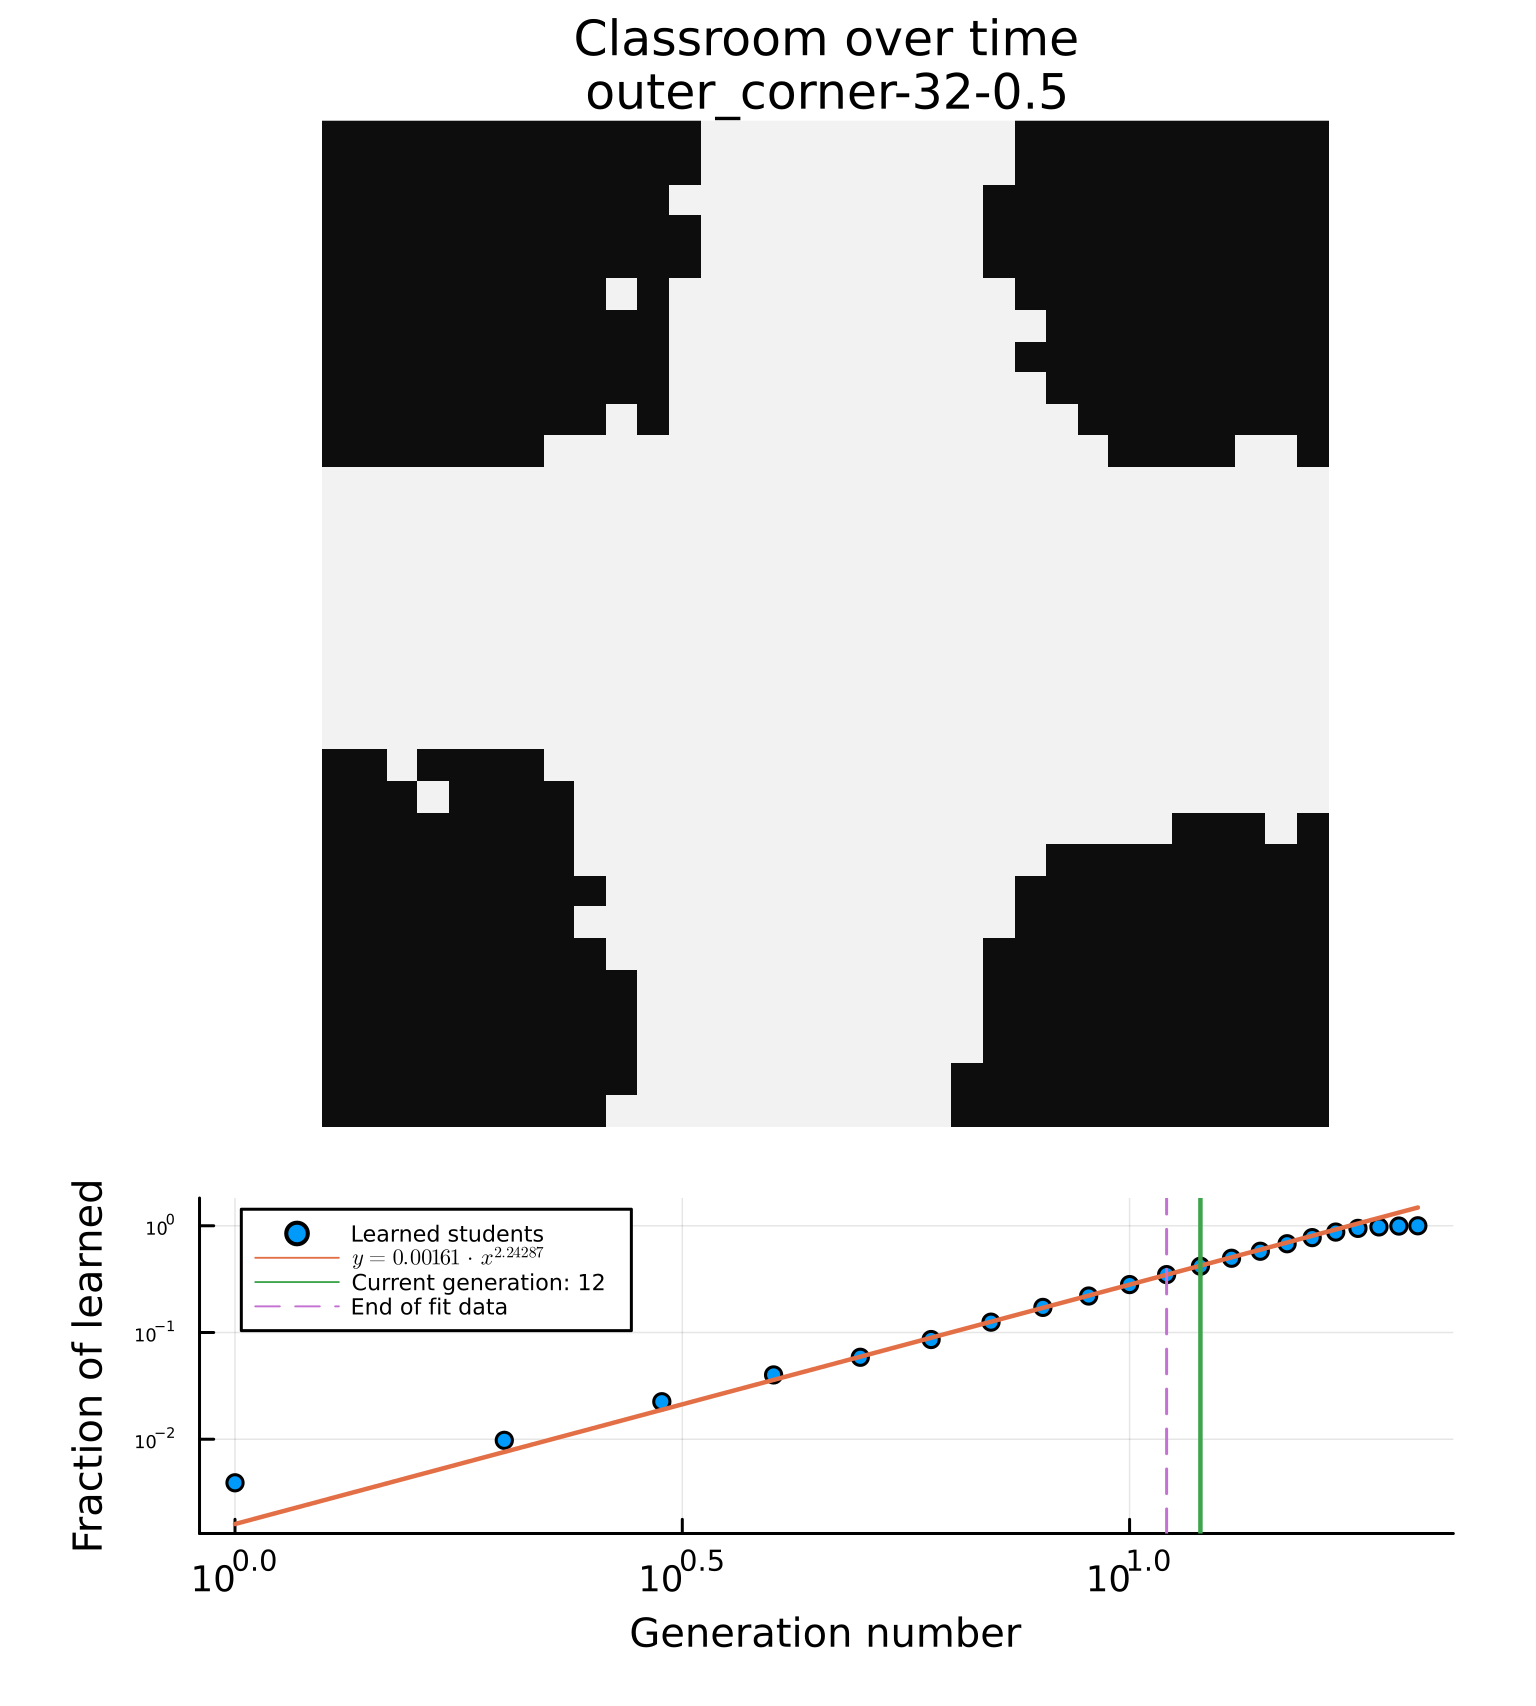 Classroom over time
outer_corner-32-0.5
Fraction of learned
10⁰
10⁻¹
10⁻²
Learned students
y = 0.00161 · x^2.24287
Current generation: 12
End of fit data
10^0.0 10^0.5 10^1.0
Generation number